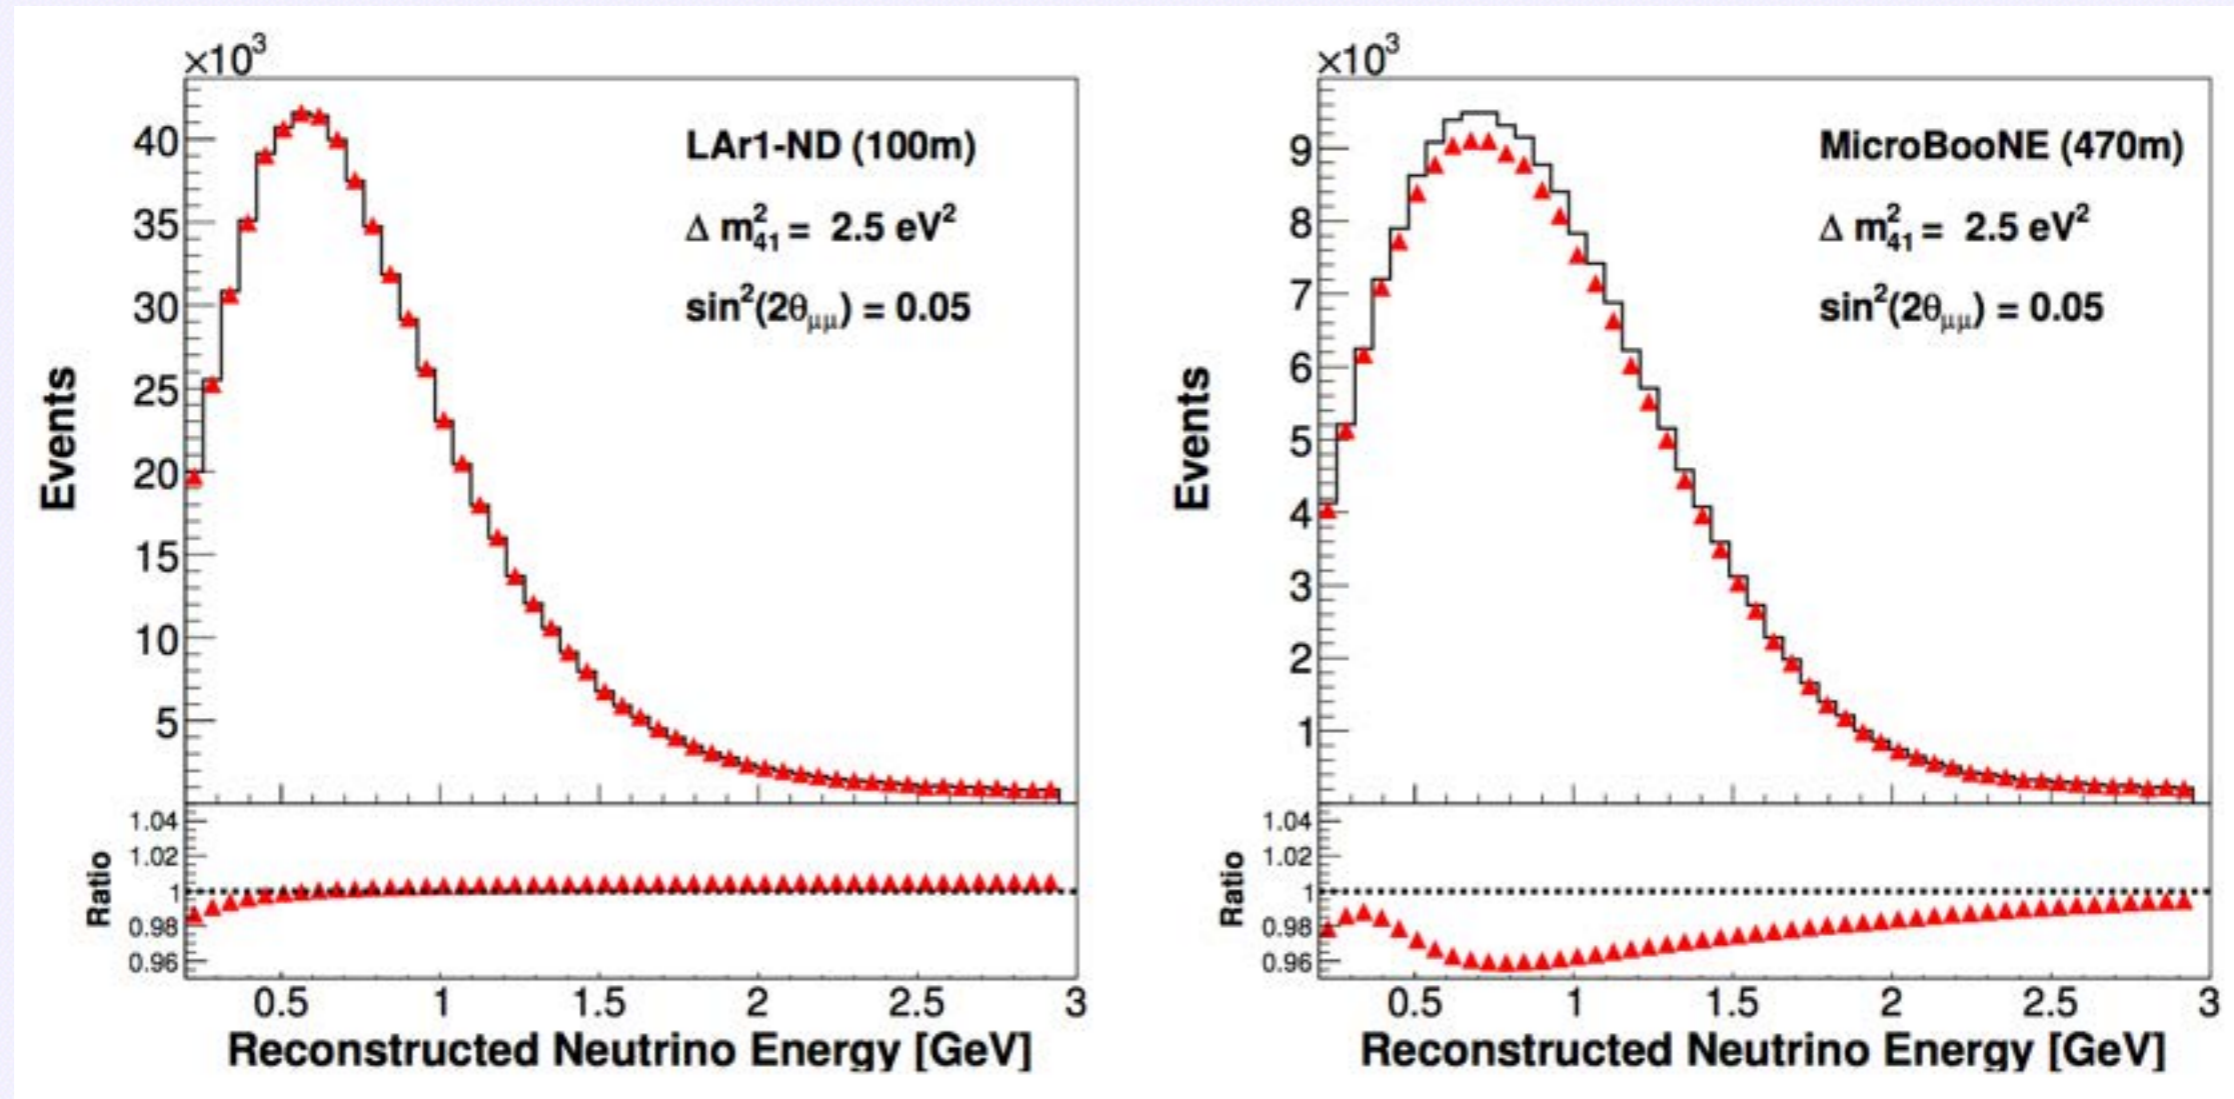 ×10³
40
35
30
25
20
15
10
5
Events
LAr1-ND (100m)
Δ m²₄₁ = 2.5 eV²
sin²(2θ_μμ) = 0.05
1.04
1.02
1
0.98
0.96
Ratio
0.5 1 1.5 2 2.5 3
Reconstructed Neutrino Energy [GeV]
×10³
9
8
7
6
5
4
3
2
1
Events
MicroBooNE (470m)
Δ m²₄₁ = 2.5 eV²
sin²(2θ_μμ) = 0.05
1.04
1.02
1
0.98
0.96
Ratio
0.5 1 1.5 2 2.5 3
Reconstructed Neutrino Energy [GeV]